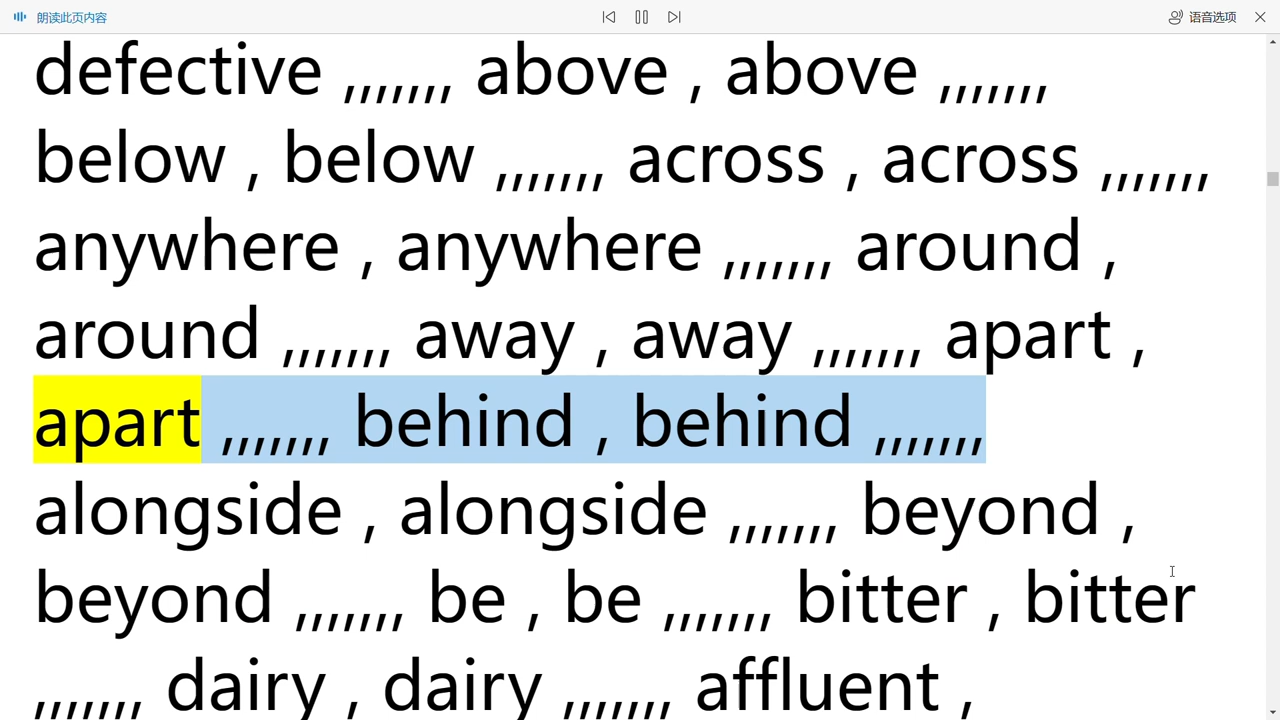 朗读此页内容 语音选项
defective ,,,,,,, above , above ,,,,,,,
below , below ,,,,,,, across , across ,,,,,,,
anywhere , anywhere ,,,,,,, around ,
around ,,,,,,, away , away ,,,,,,, apart ,
apart ,,,,,,, behind , behind ,,,,,,,
alongside , alongside ,,,,,,, beyond ,
beyond ,,,,,,, be , be ,,,,,,, bitter , bitter
,,,,,,, dairy , dairy ,,,,,,, affluent ,